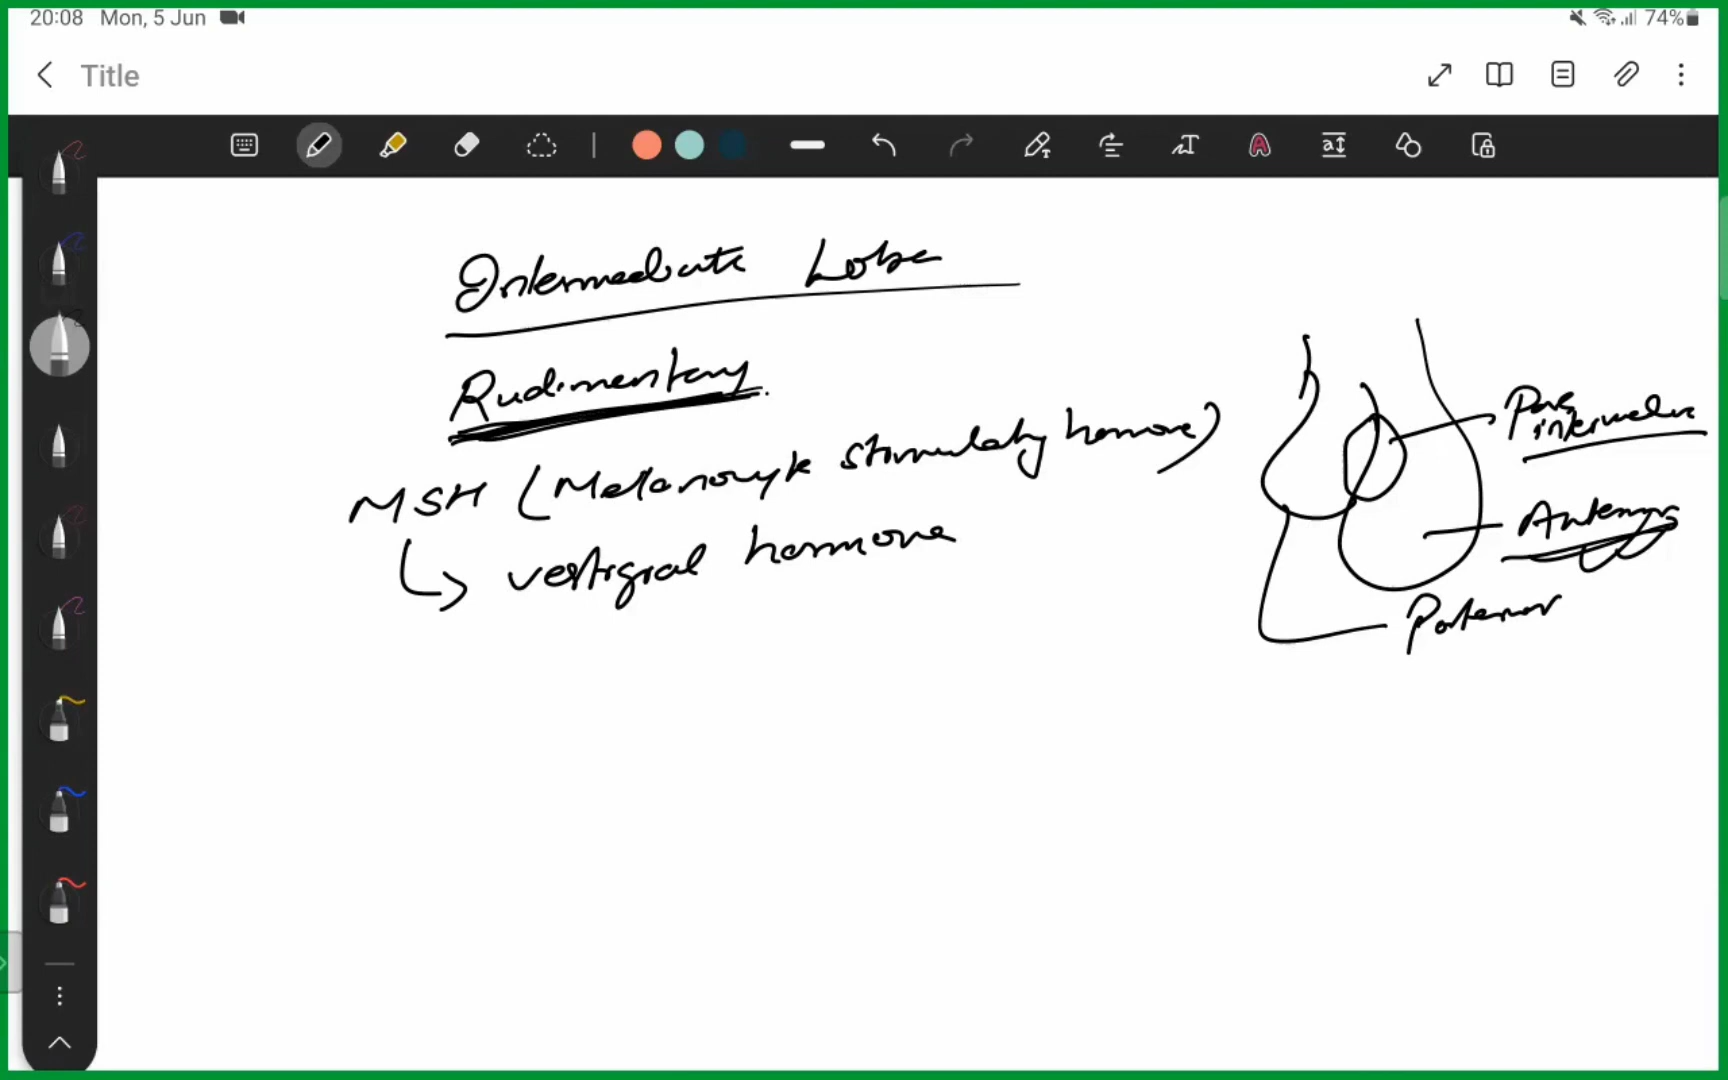 20:08 Mon, 5 Jun
74%
Title
Intermediate Lobe
Rudimentary
MSH (Melanocyte stimulating hormone)
↳ vestigial hormone
Pars
intermedia
Anterior
Posterior